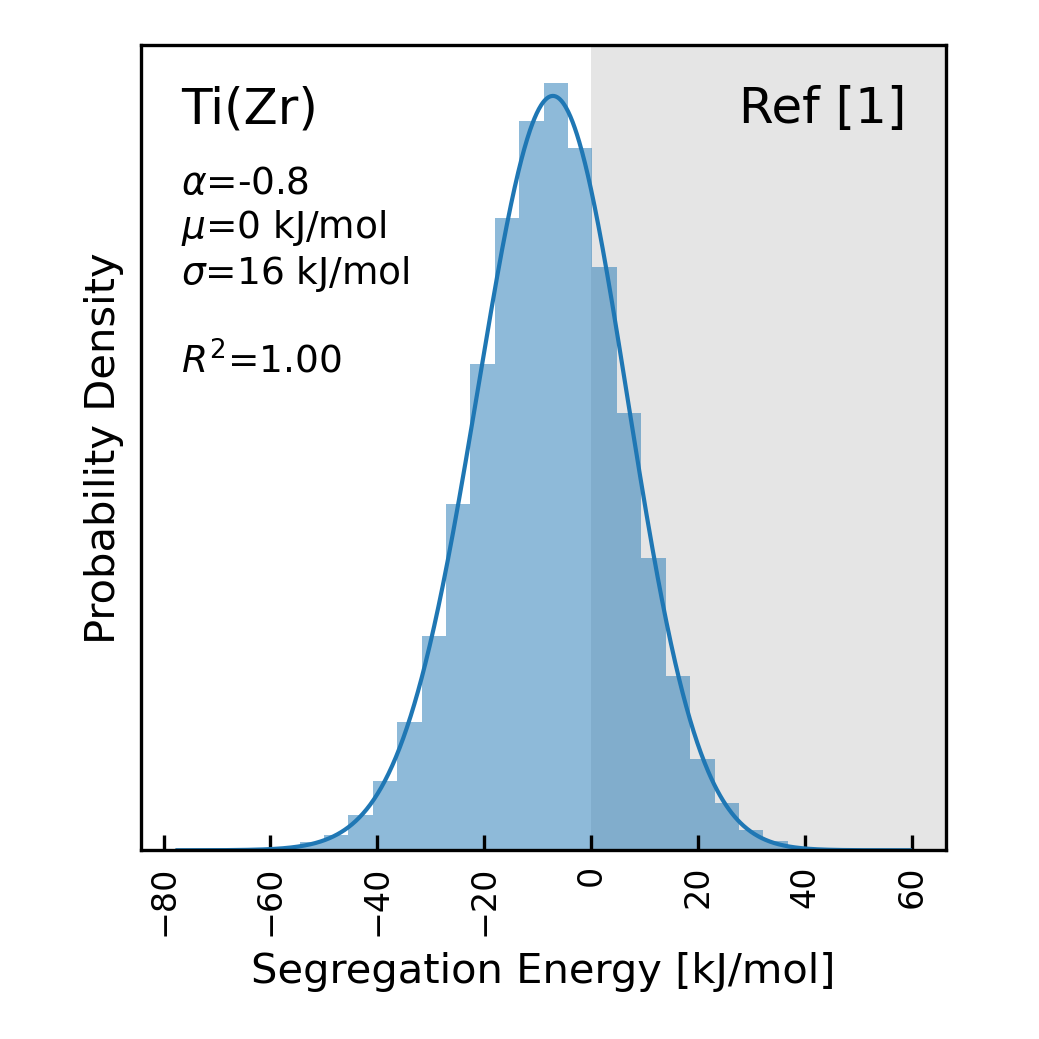 Ti(Zr)
Ref [1]
α=-0.8
μ=0 kJ/mol
σ=16 kJ/mol
R²=1.00
Probability Density
−80 −60 −40 −20 0 20 40 60
Segregation Energy [kJ/mol]